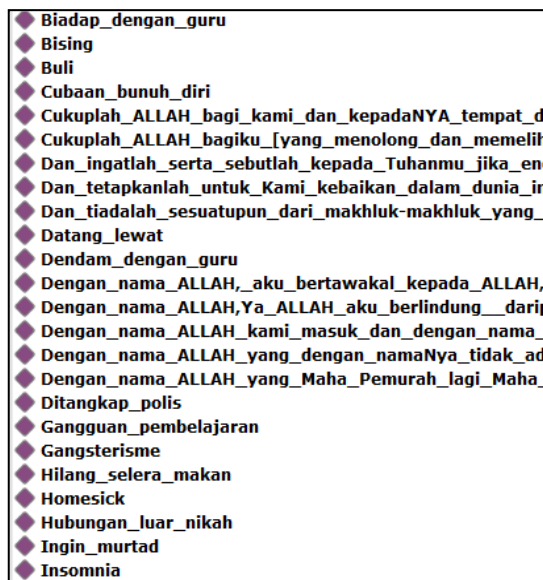 Biadap_dengan_guru
Bising
Buli
Cubaan_bunuh_diri
Cukuplah_ALLAH_bagi_kami_dan_kepadaNYA_tempat_d
Cukuplah_ALLAH_bagiku_[yang_menolong_dan_memelih
Dan_ingatlah_serta_sebutlah_kepada_Tuhanmu_jika_en
Dan_tetapkanlah_untuk_Kami_kebaikan_dalam_dunia_in
Dan_tiadalah_sesuatupun_dari_makhluk-makhluk_yang_
Datang_lewat
Dendam_dengan_guru
Dengan_nama_ALLAH,_aku_bertawakal_kepada_ALLAH,
Dengan_nama_ALLAH,Ya_ALLAH_aku_berlindung__darip
Dengan_nama_ALLAH_kami_masuk_dan_dengan_nama_
Dengan_nama_ALLAH_yang_dengan_namaNya_tidak_ad
Dengan_nama_ALLAH_yang_Maha_Pemurah_lagi_Maha_
Ditangkap_polis
Gangguan_pembelajaran
Gangsterisme
Hilang_selera_makan
Homesick
Hubungan_luar_nikah
Ingin_murtad
Insomnia